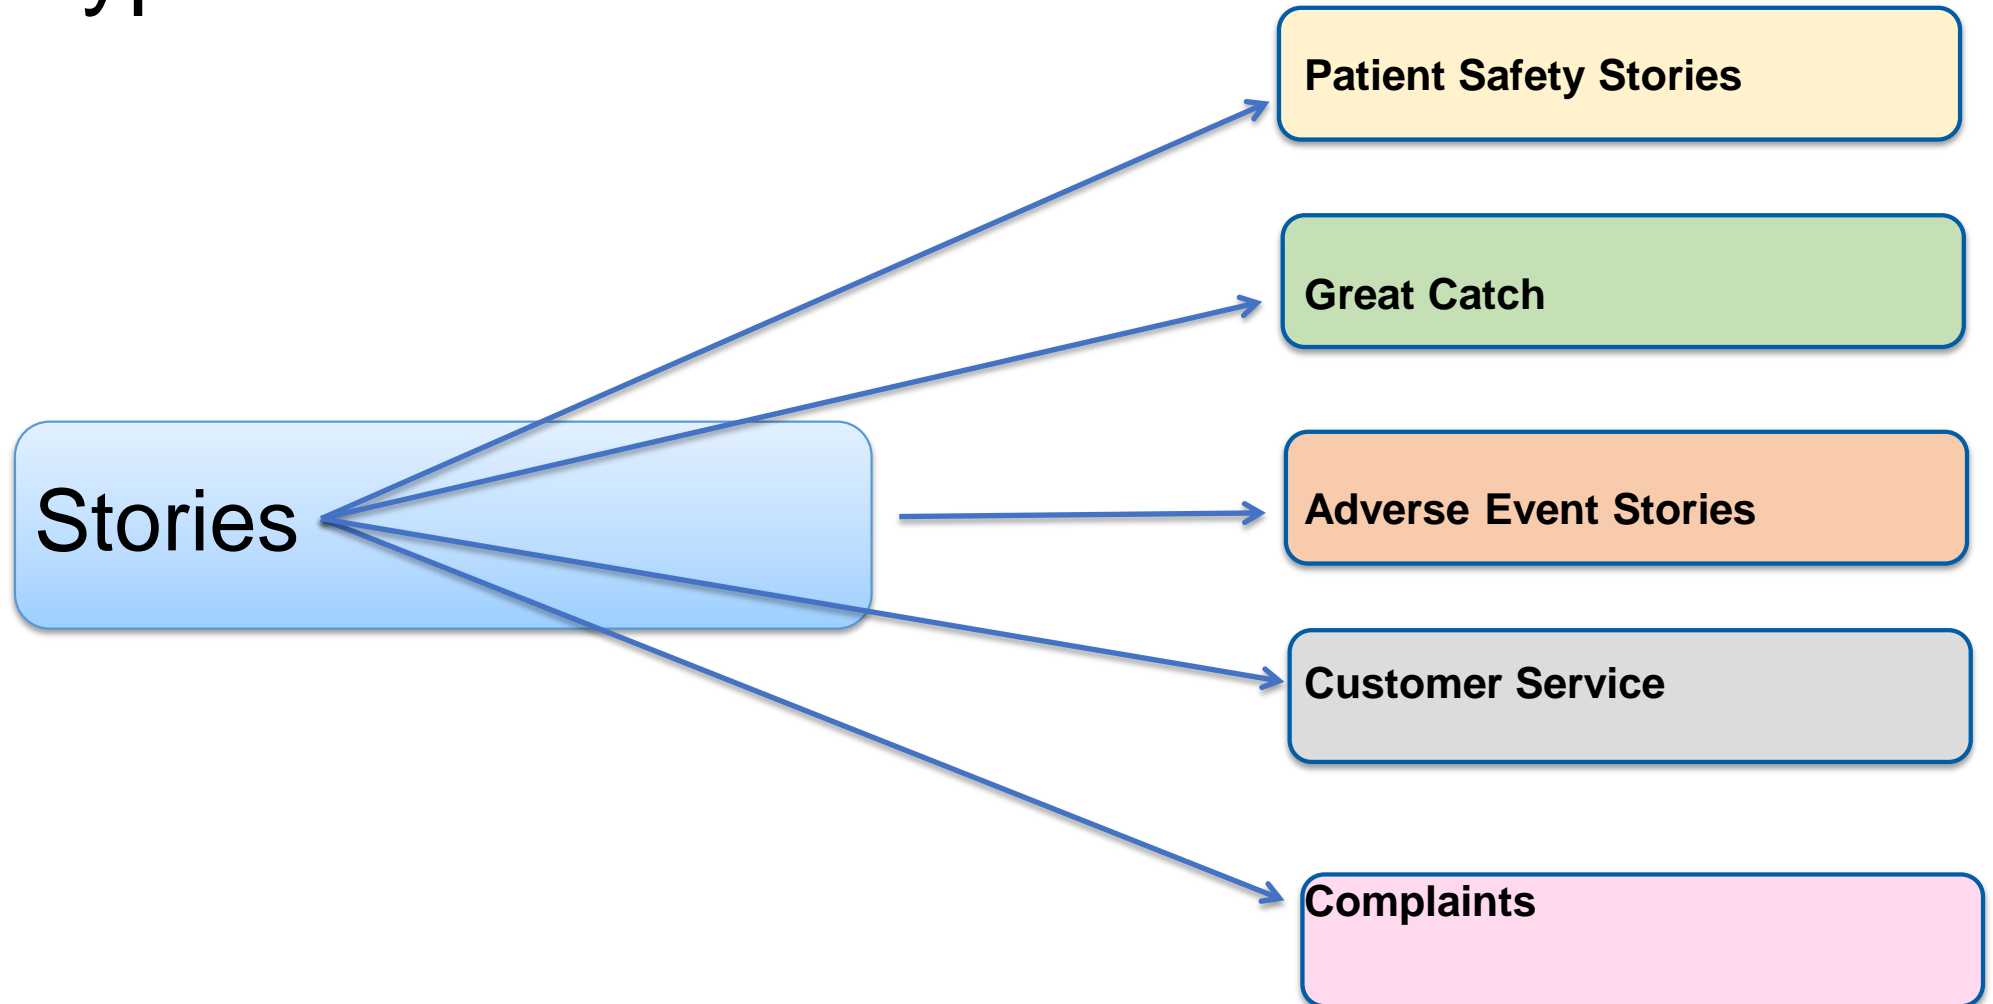 Patient Safety Stories
Great Catch
Stories
Adverse Event Stories
Customer Service
Complaints